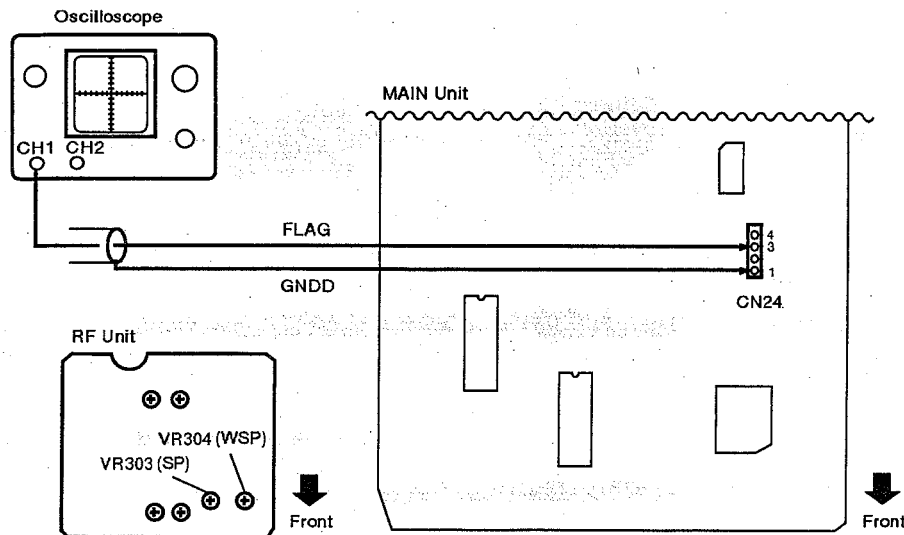 Oscilloscope
CH1 CH2
MAIN Unit
FLAG
4
3
GNDD
1
CN24.
RF Unit
VR304 (WSP)
VR303 (SP)
Front
Front